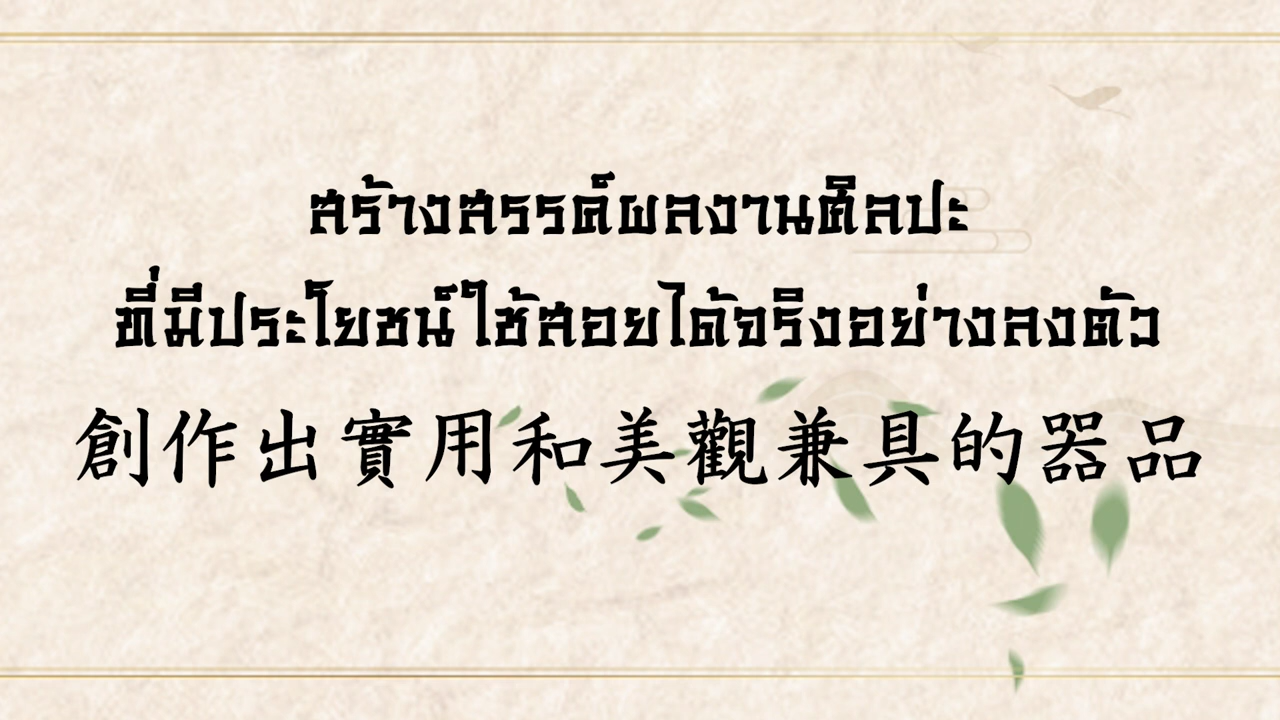 สร้างสรรค์ผลงานศิลปะ
ที่มีประโยชน์ใช้สอยได้จริงอย่างลงตัว
創作出實用和美觀兼具的器品